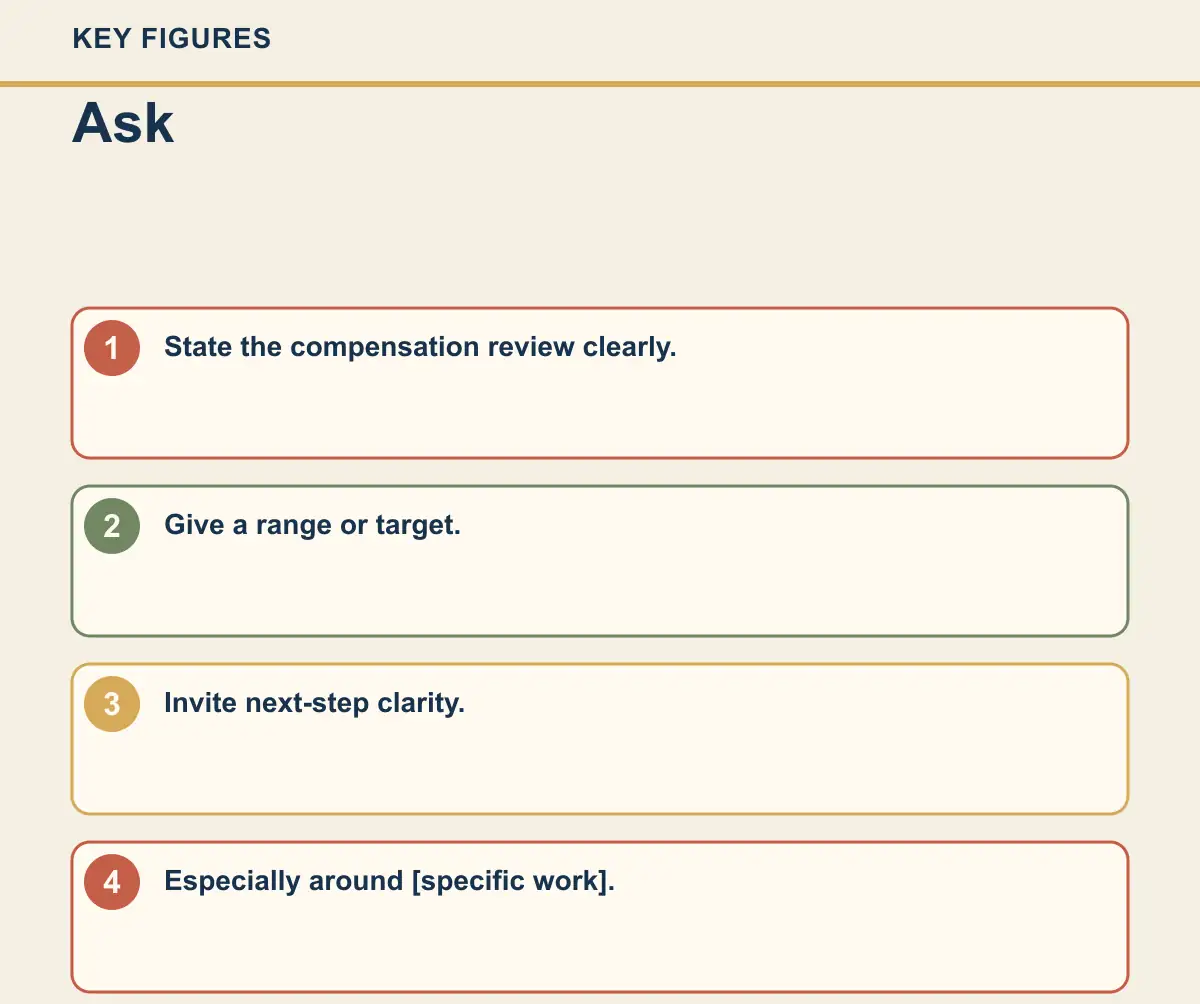 KEY FIGURES
Ask
1
State the compensation review clearly.
2
Give a range or target.
3
Invite next-step clarity.
4
Especially around [specific work].